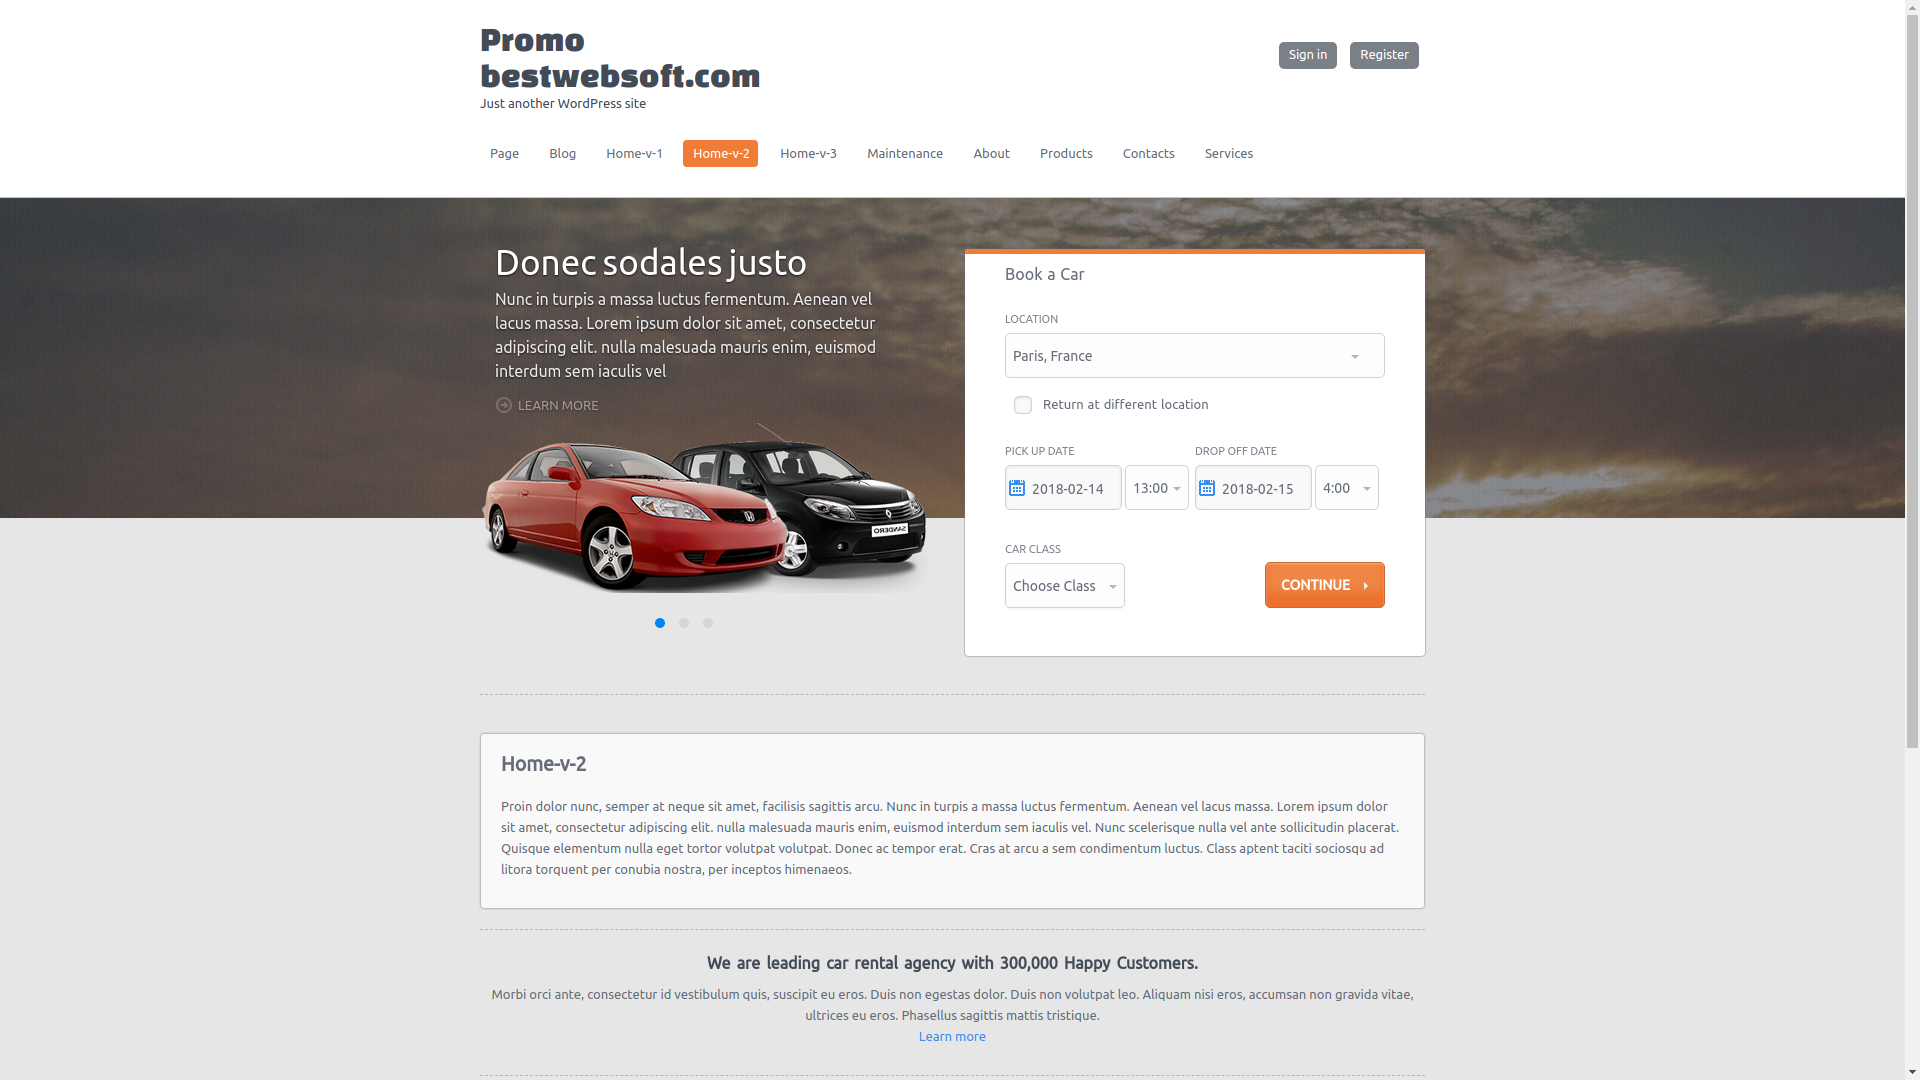 Promo
bestwebsoft.com
Just another WordPress site
Sign in
Register
Page
Blog
Home-v-1
Home-v-2
Home-v-3
Maintenance
About
Products
Contacts
Services
Donec sodales justo
Nunc in turpis a massa luctus fermentum. Aenean vel
lacus massa. Lorem ipsum dolor sit amet, consectetur
adipiscing elit. nulla malesuada mauris enim, euismod
interdum sem iaculis vel
LEARN MORE
SANDERO
Book a Car
LOCATION
Paris, France
Return at different location
PICK UP DATE
DROP OFF DATE
2018-02-14
13:00
2018-02-15
4:00
CAR CLASS
Choose Class
CONTINUE
Home-v-2
Proin dolor nunc, semper at neque sit amet, facilisis sagittis arcu. Nunc in turpis a massa luctus fermentum. Aenean vel lacus massa. Lorem ipsum dolor
sit amet, consectetur adipiscing elit. nulla malesuada mauris enim, euismod interdum sem iaculis vel. Nunc scelerisque nulla vel ante sollicitudin placerat.
Quisque elementum nulla eget tortor volutpat volutpat. Donec ac tempor erat. Cras at arcu a sem condimentum luctus. Class aptent taciti sociosqu ad
litora torquent per conubia nostra, per inceptos himenaeos.
We are leading car rental agency with 300,000 Happy Customers.
Morbi orci ante, consectetur id vestibulum quis, suscipit eu eros. Duis non egestas dolor. Duis non volutpat leo. Aliquam nisi eros, accumsan non gravida vitae,
ultrices eu eros. Phasellus sagittis mattis tristique.
Learn more